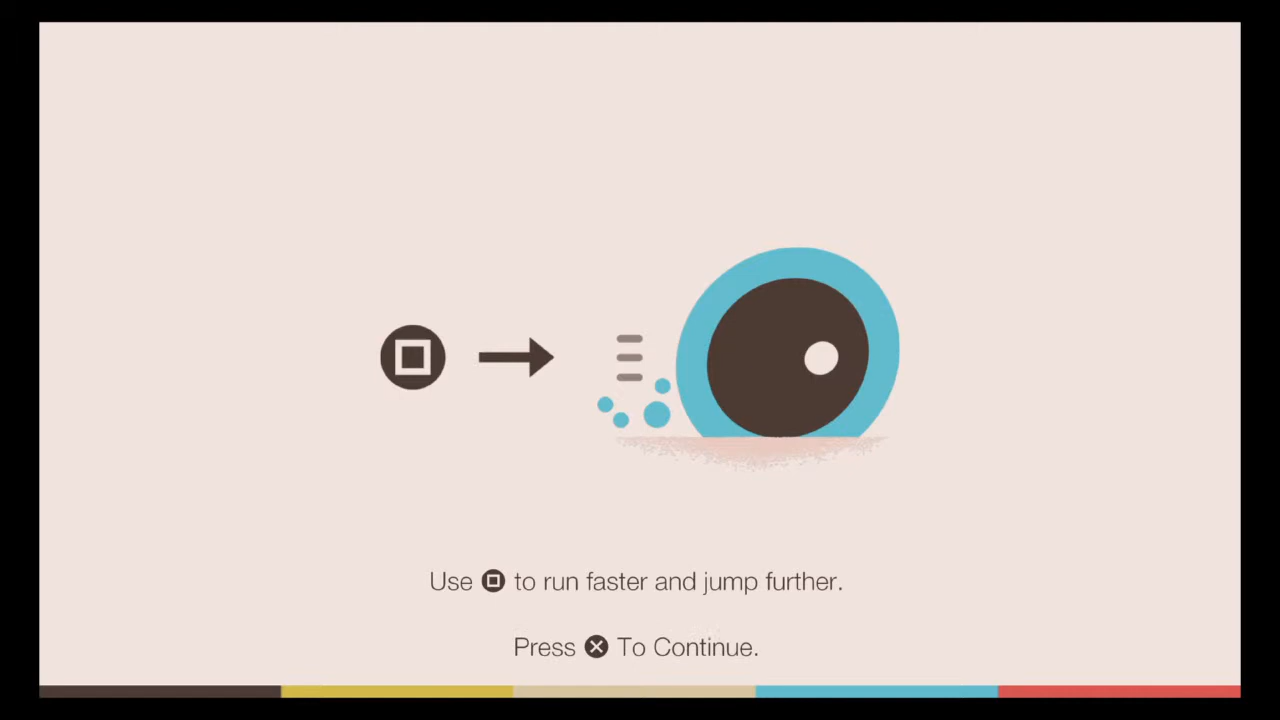 Use to run faster and jump further.
Press To Continue.